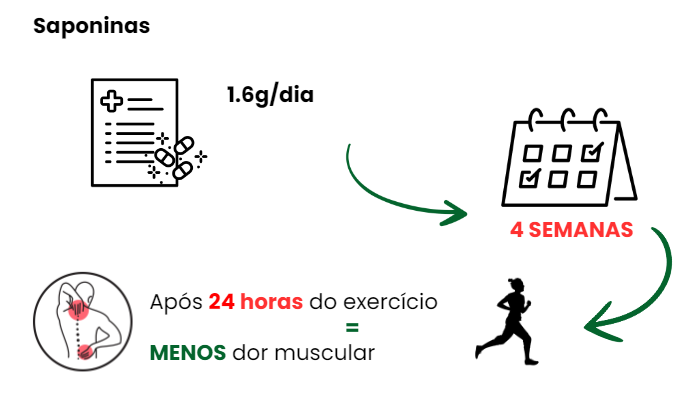 Saponinas
1.6g/dia
4 SEMANAS
Após 24 horas do exercício
=
MENOS dor muscular